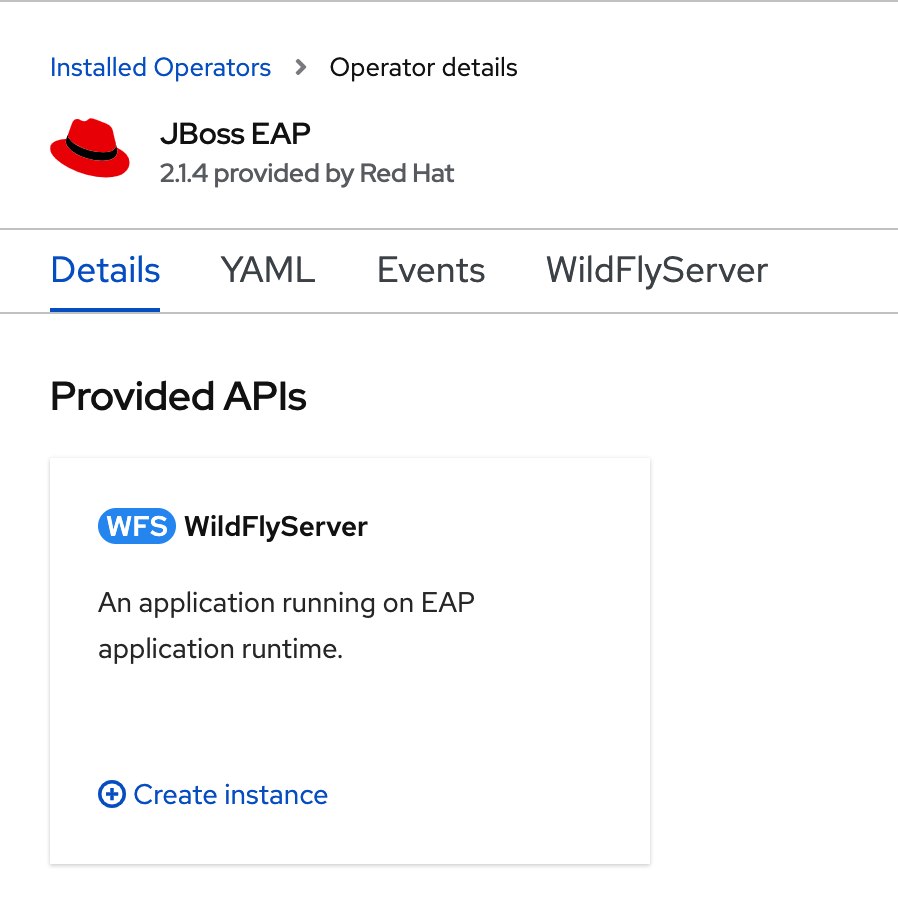 Installed Operators > Operator details
JBoss EAP
2.1.4 provided by Red Hat
Details YAML Events WildFlyServer
Provided APIs
WFS WildFlyServer
An application running on EAP
application runtime.
Create instance